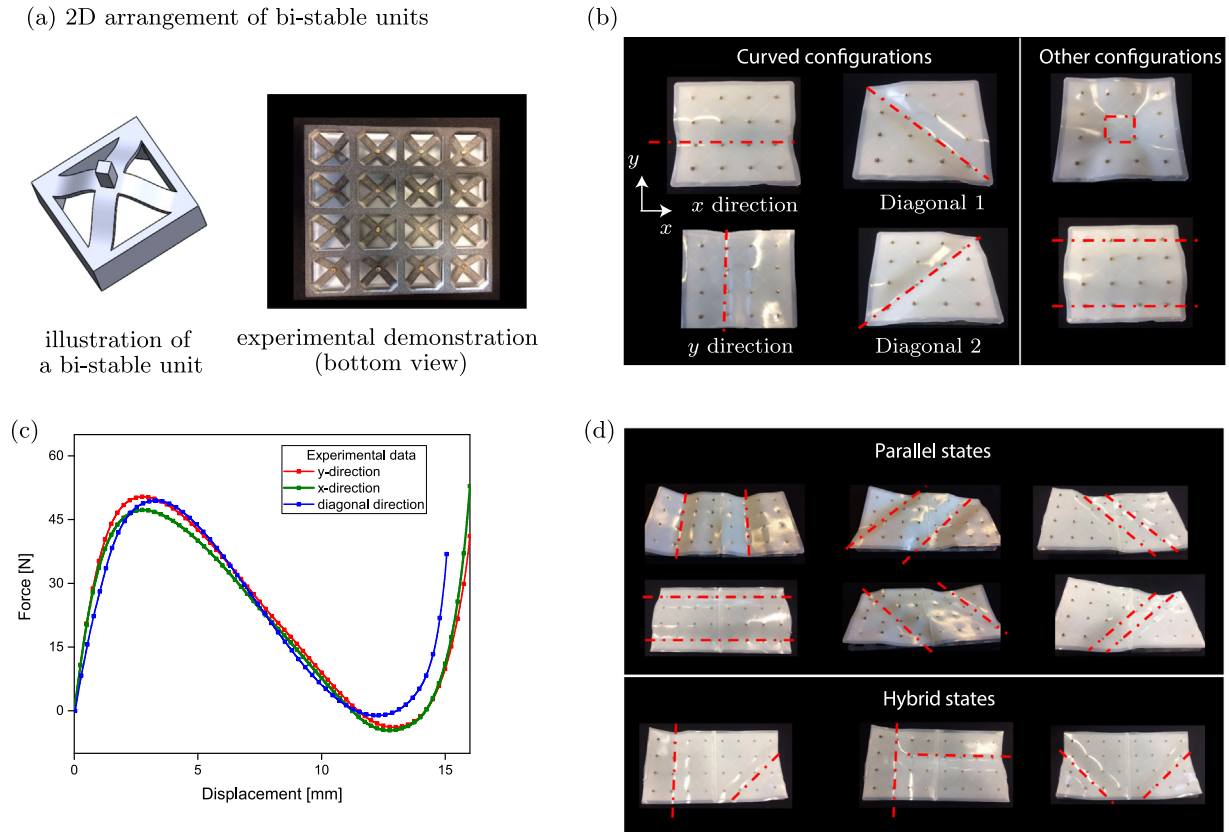 (a) 2D arrangement of bi-stable units
illustration of
a bi-stable unit
experimental demonstration
(bottom view)
(b)
Curved configurations
Other configurations
y
x
x direction
Diagonal 1
y direction
Diagonal 2
(c)
Experimental data
y-direction
x-direction
diagonal direction
Force [N]
60
45
30
15
0
0
5
10
15
Displacement [mm]
(d)
Parallel states
Hybrid states